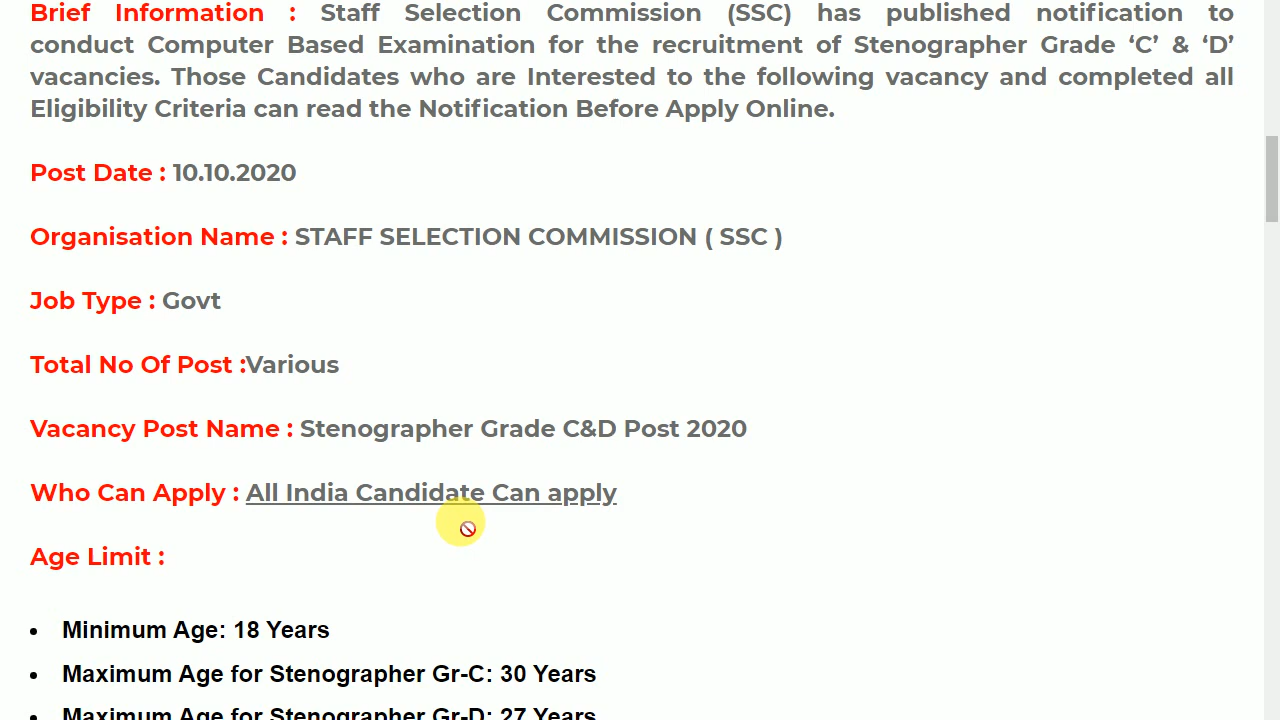 Brief Information : Staff Selection Commission (SSC) has published notification to
conduct Computer Based Examination for the recruitment of Stenographer Grade ‘C’ & ‘D’
vacancies. Those Candidates who are Interested to the following vacancy and completed all
Eligibility Criteria can read the Notification Before Apply Online.
Post Date : 10.10.2020
Organisation Name : STAFF SELECTION COMMISSION ( SSC )
Job Type : Govt
Total No Of Post :Various
Vacancy Post Name : Stenographer Grade C&D Post 2020
Who Can Apply : All India Candidate Can apply
Age Limit :
• Minimum Age: 18 Years
• Maximum Age for Stenographer Gr-C: 30 Years
• Maximum Age for Stenographer Gr-D: 27 Years